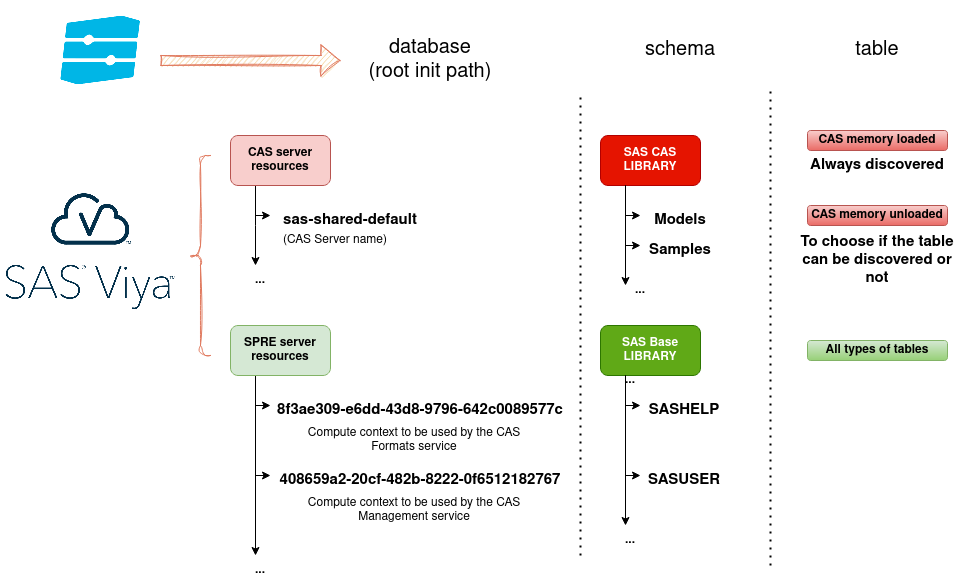 database
(root init path)
schema
table
CAS server
resources
SAS CAS
LIBRARY
CAS memory loaded
Always discovered
sas-shared-default
(CAS Server name)
...
Models
Samples
...
CAS memory unloaded
To choose if the table
can be discovered or
not
SAS® Viya™
SPRE server
resources
SAS Base
LIBRARY
...
All types of tables
8f3ae309-e6dd-43d8-9796-642c0089577c
Compute context to be used by the CAS
Formats service
SASHELP
408659a2-20cf-482b-8222-0f6512182767
Compute context to be used by the CAS
Management service
SASUSER
...
...